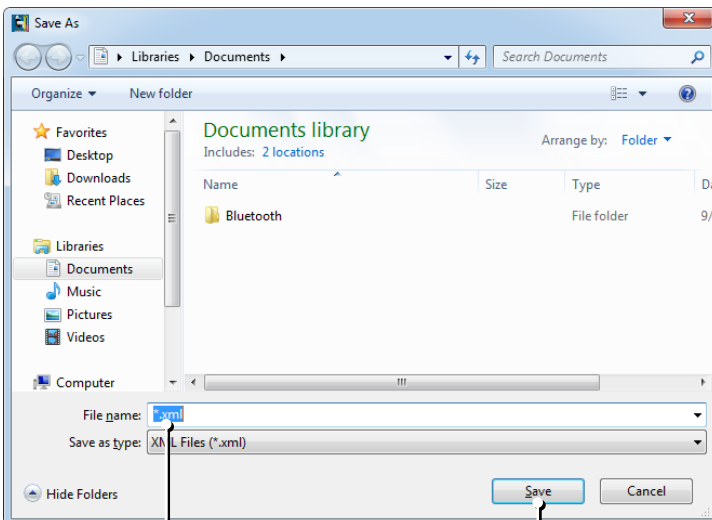 Save As
Libraries Documents
Search Documents
Organize New folder
Favorites
Desktop
Downloads
Recent Places
Libraries
Documents
Music
Pictures
Videos
Computer
Documents library
Includes: 2 locations
Arrange by: Folder
Name Size Type
Bluetooth File folder 9/
File name: *.xml
Save as type: XML Files (*.xml)
Hide Folders
Save Cancel